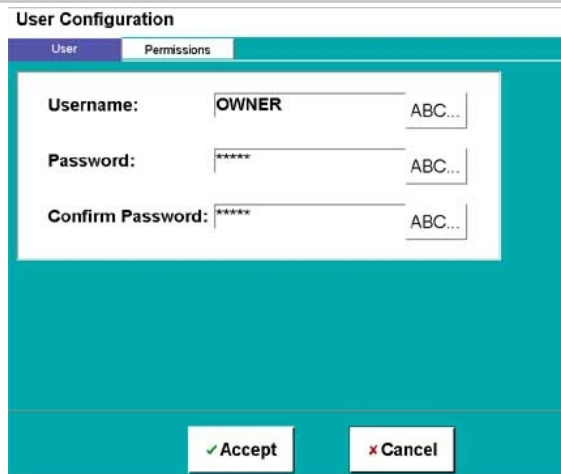 User Configuration
User Permissions
Username: OWNER ABC...
Password: ***** ABC...
Confirm Password: ***** ABC...
Accept Cancel